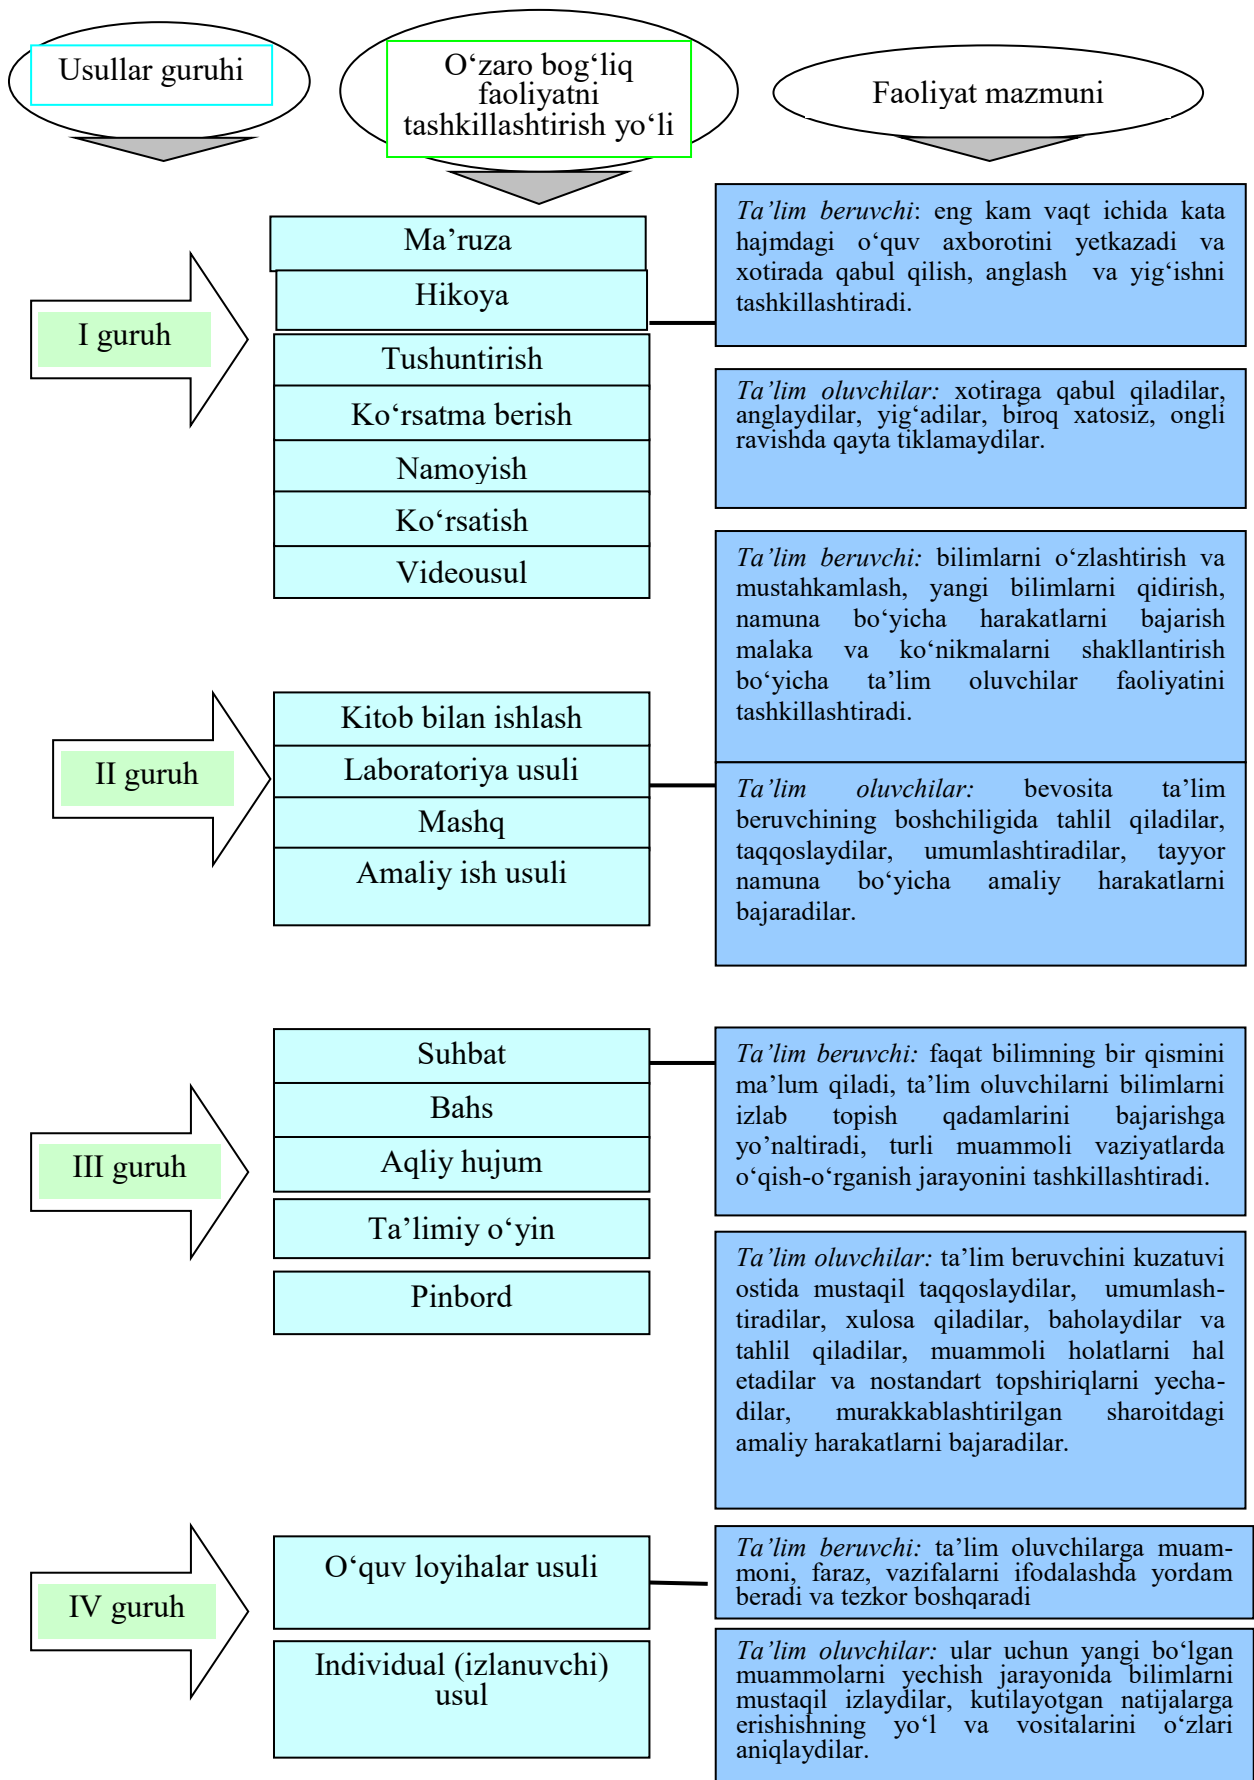 Usullar guruhi
O‘zaro bog‘liq
faoliyatni
tashkillashtirish yo‘li
Faoliyat mazmuni
I guruh
Ma’ruza
Hikoya
Tushuntirish
Ko‘rsatma berish
Namoyish
Ko‘rsatish
Videousul
Ta’lim beruvchi: eng kam vaqt ichida kata
hajmdagi o‘quv axborotini yetkazadi va
xotirada qabul qilish, anglash va yig‘ishni
tashkillashtiradi.
Ta’lim oluvchilar: xotiraga qabul qiladilar,
anglaydilar, yig‘adilar, biroq xatosiz, ongli
ravishda qayta tiklamaydilar.
II guruh
Kitob bilan ishlash
Laboratoriya usuli
Mashq
Amaliy ish usuli
Ta’lim beruvchi: bilimlarni o‘zlashtirish va
mustahkamlash, yangi bilimlarni qidirish,
namuna bo‘yicha harakatlarni bajarish
malaka va ko‘nikmalarni shakllantirish
bo‘yicha ta’lim oluvchilar faoliyatini
tashkillashtiradi.
Ta’lim oluvchilar: bevosita ta’lim
beruvchining boshchiligida tahlil qiladilar,
taqqoslaydilar, umumlashtiradilar, tayyor
namuna bo‘yicha amaliy harakatlarni
bajaradilar.
III guruh
Suhbat
Bahs
Aqliy hujum
Ta’limiy o‘yin
Pinbord
Ta’lim beruvchi: faqat bilimning bir qismini
ma’lum qiladi, ta’lim oluvchilarni bilimlarni
izlab topish qadamlarini bajarishga
yo’naltiradi, turli muammoli vaziyatlarda
o‘qish-o‘rganish jarayonini tashkillashtiradi.
Ta’lim oluvchilar: ta’lim beruvchini kuzatuvi
ostida mustaqil taqqoslaydilar, umumlash-
tiradilar, xulosa qiladilar, baholaydilar va
tahlil qiladilar, muammoli holatlarni hal
etadilar va nostandart topshiriqlarni yecha-
dilar, murakkablashtirilgan sharoitdagi
amaliy harakatlarni bajaradilar.
IV guruh
O‘quv loyihalar usuli
Individual (izlanuvchi)
usul
Ta’lim beruvchi: ta’lim oluvchilarga muam-
moni, faraz, vazifalarni ifodalashda yordam
beradi va tezkor boshqaradi
Ta’lim oluvchilar: ular uchun yangi bo‘lgan
muammolarni yechish jarayonida bilimlarni
mustaqil izlaydilar, kutilayotgan natijalarga
erishishning yo‘l va vositalarini o‘zlari
aniqlaydilar.